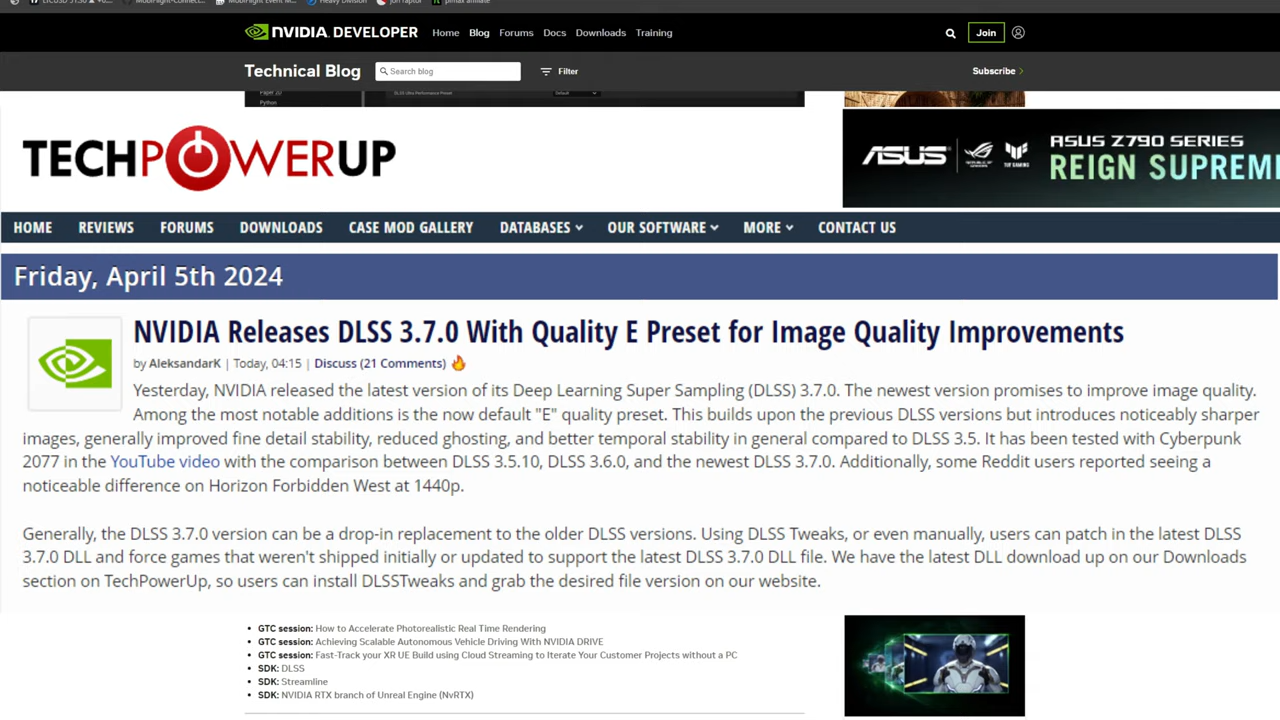 NVIDIA. DEVELOPER Home Blog Forums Docs Downloads Training Join
Technical Blog Search blog Filter Subscribe
Python Default
TECHPOWERUP
ASUS ASUS Z790 SERIES
REIGN SUPREM
HOME REVIEWS FORUMS DOWNLOADS CASE MOD GALLERY DATABASES OUR SOFTWARE MORE CONTACT US
Friday, April 5th 2024
NVIDIA Releases DLSS 3.7.0 With Quality E Preset for Image Quality Improvements
by AleksandarK | Today, 04:15 | Discuss (21 Comments)
Yesterday, NVIDIA released the latest version of its Deep Learning Super Sampling (DLSS) 3.7.0. The newest version promises to improve image quality.
Among the most notable additions is the now default "E" quality preset. This builds upon the previous DLSS versions but introduces noticeably sharper
images, generally improved fine detail stability, reduced ghosting, and better temporal stability in general compared to DLSS 3.5. It has been tested with Cyberpunk
2077 in the YouTube video with the comparison between DLSS 3.5.10, DLSS 3.6.0, and the newest DLSS 3.7.0. Additionally, some Reddit users reported seeing a
noticeable difference on Horizon Forbidden West at 1440p.
Generally, the DLSS 3.7.0 version can be a drop-in replacement to the older DLSS versions. Using DLSS Tweaks, or even manually, users can patch in the latest DLSS
3.7.0 DLL and force games that weren't shipped initially or updated to support the latest DLSS 3.7.0 DLL file. We have the latest DLL download up on our Downloads
section on TechPowerUp, so users can install DLSSTweaks and grab the desired file version on our website.
• GTC session: How to Accelerate Photorealistic Real Time Rendering
• GTC session: Achieving Scalable Autonomous Vehicle Driving With NVIDIA DRIVE
• GTC session: Fast-Track your XR UE Build using Cloud Streaming to Iterate Your Customer Projects without a PC
• SDK: DLSS
• SDK: Streamline
• SDK: NVIDIA RTX branch of Unreal Engine (NvRTX)